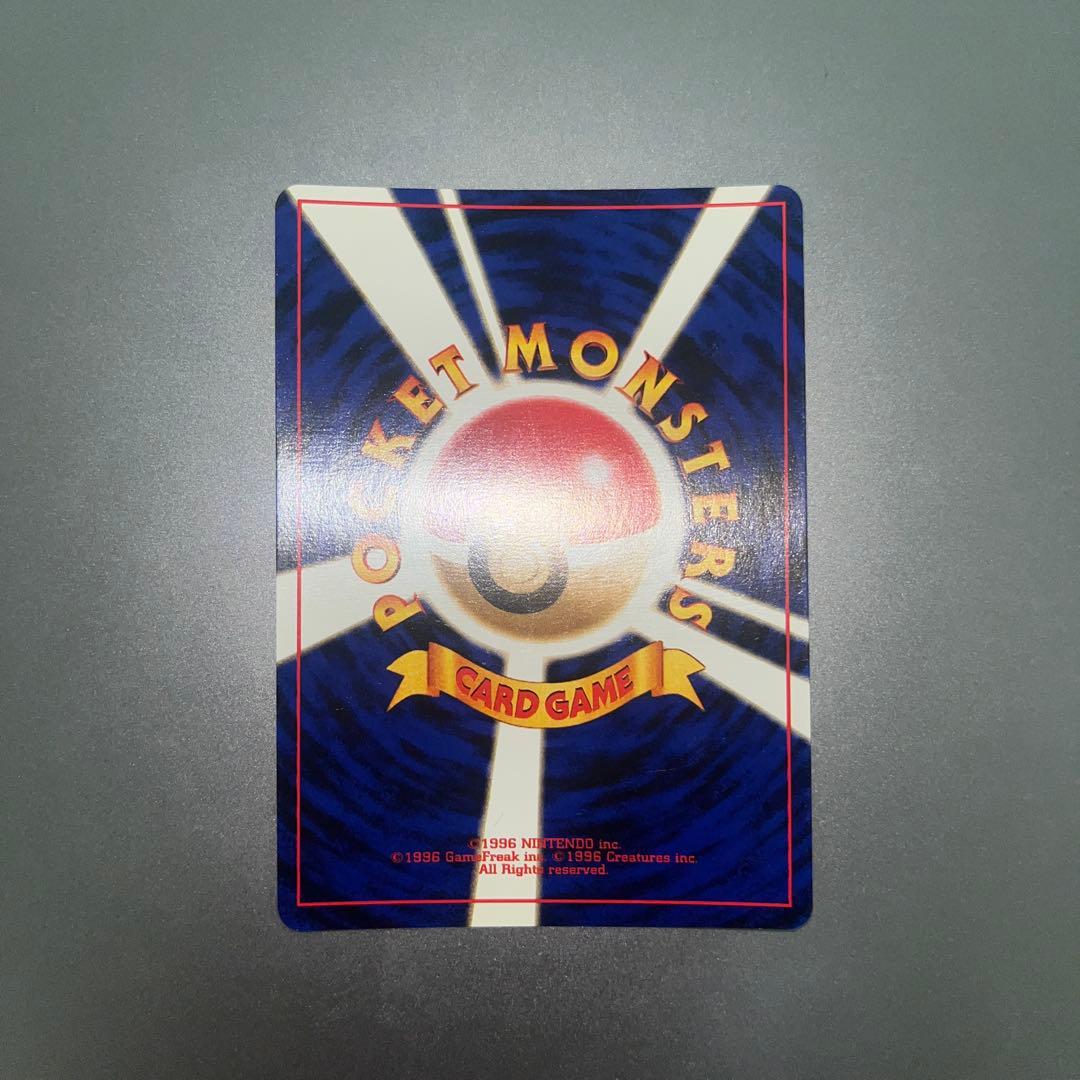 POCKET MONSTERS
CARD GAME
©1996 NINTENDO inc.
©1996 GameFreak inc. ©1996 Creatures inc.
All Rights reserved.